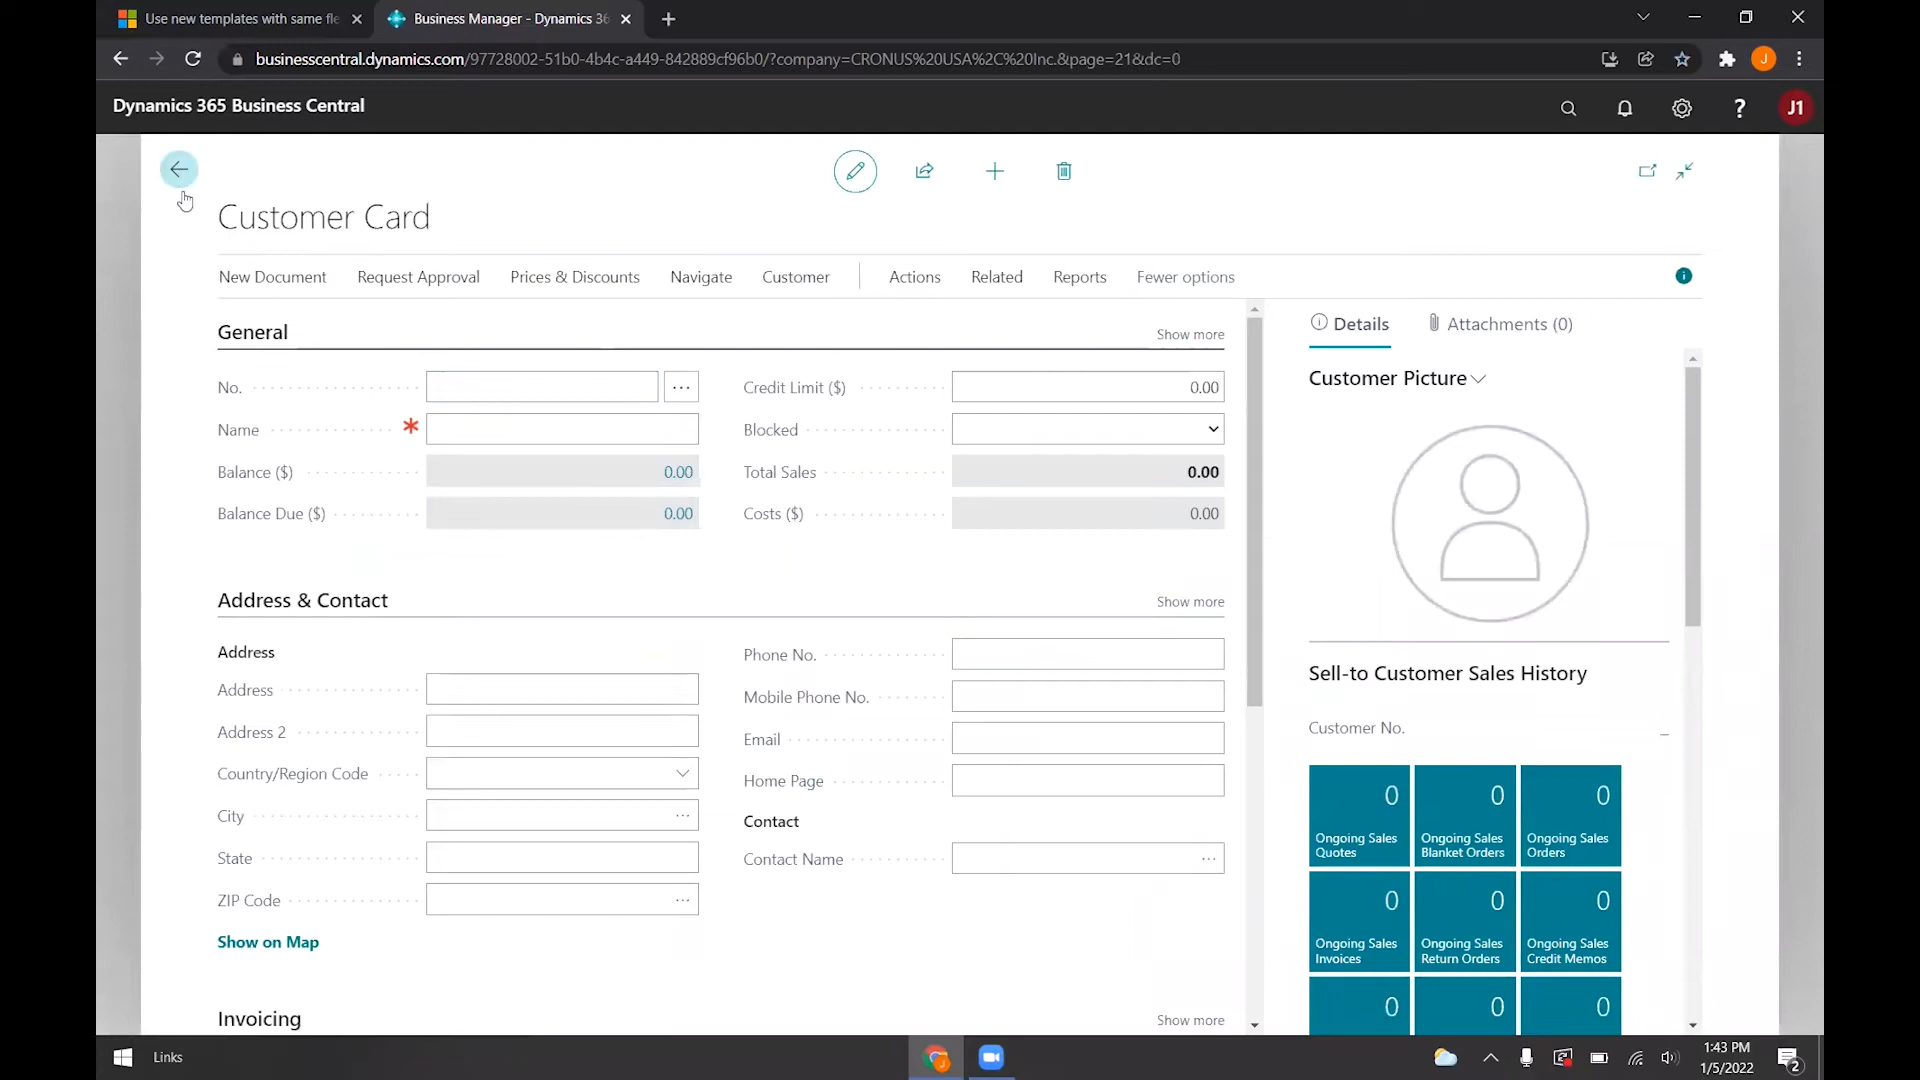 Use new templates with same fle
Business Manager - Dynamics 36
businesscentral.dynamics.com/97728002-51b0-4b4c-a449-842889cf96b0/?company=CRONUS%20USA%2C%20Inc.&page=21&dc=0
J
Dynamics 365 Business Central
?
J1
Customer Card
New Document
Request Approval
Prices & Discounts
Navigate
Customer
Actions
Related
Reports
Fewer options
General
Show more
No.
Name
Balance ($)
0.00
Balance Due ($)
0.00
Credit Limit ($)
0.00
Blocked
Total Sales
0.00
Costs ($)
0.00
Address & Contact
Show more
Address
Address
Address 2
Country/Region Code
City
State
ZIP Code
Show on Map
Phone No.
Mobile Phone No.
Email
Home Page
Contact
Contact Name
Invoicing
Show more
Details
Attachments (0)
Customer Picture
Sell-to Customer Sales History
Customer No.
0
Ongoing Sales
Quotes
0
Ongoing Sales
Blanket Orders
0
Ongoing Sales
Orders
0
Ongoing Sales
Invoices
0
Ongoing Sales
Return Orders
0
Ongoing Sales
Credit Memos
0
0
0
Links
1:43 PM
1/5/2022
2